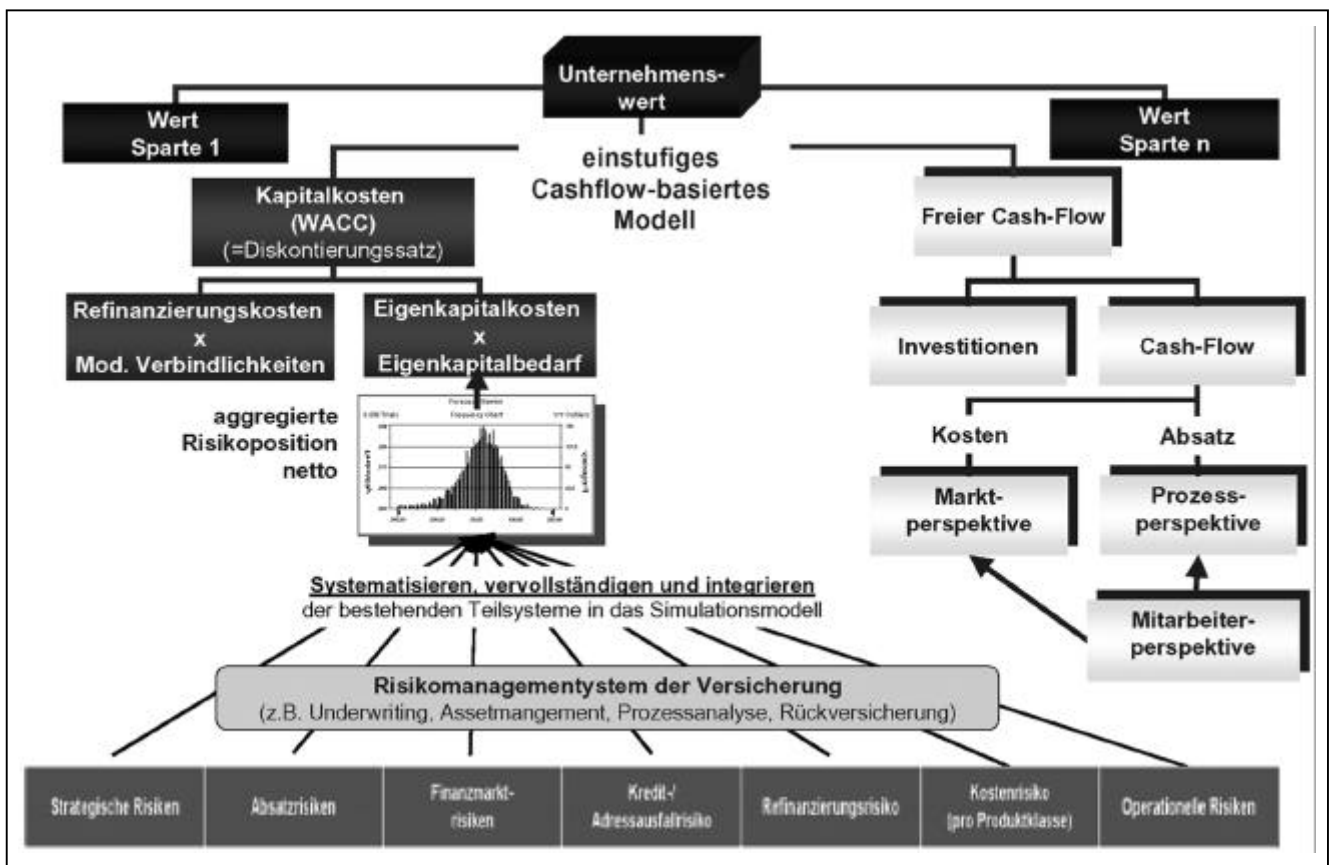 Unternehmens-
wert
Wert
Sparte 1
Wert
Sparte n
einstufiges
Cashflow-basiertes
Modell
Kapitalkosten
(WACC)
(=Diskontierungssatz)
Freier Cash-Flow
Refinanzierungskosten
x
Mod. Verbindlichkeiten
Eigenkapitalkosten
x
Eigenkapitalbedarf
Investitionen
Cash-Flow
aggregierte
Risikoposition
netto
Kosten
Absatz
Markt-
perspektive
Prozess-
perspektive
Mitarbeiter-
perspektive
Systematisieren, vervollständigen und integrieren
der bestehenden Teilsysteme in das Simulationsmodell
Risikomanagementystem der Versicherung
(z.B. Underwriting, Assetmangement, Prozessanalyse, Rückversicherung)
Strategische Risiken
Absatzrisiken
Finanzmarkt-
risiken
Kredit-/
Adressausfallrisiko
Refinanzierungsrisiko
Kostenrisiko
(pro Produktklasse)
Operationelle Risiken